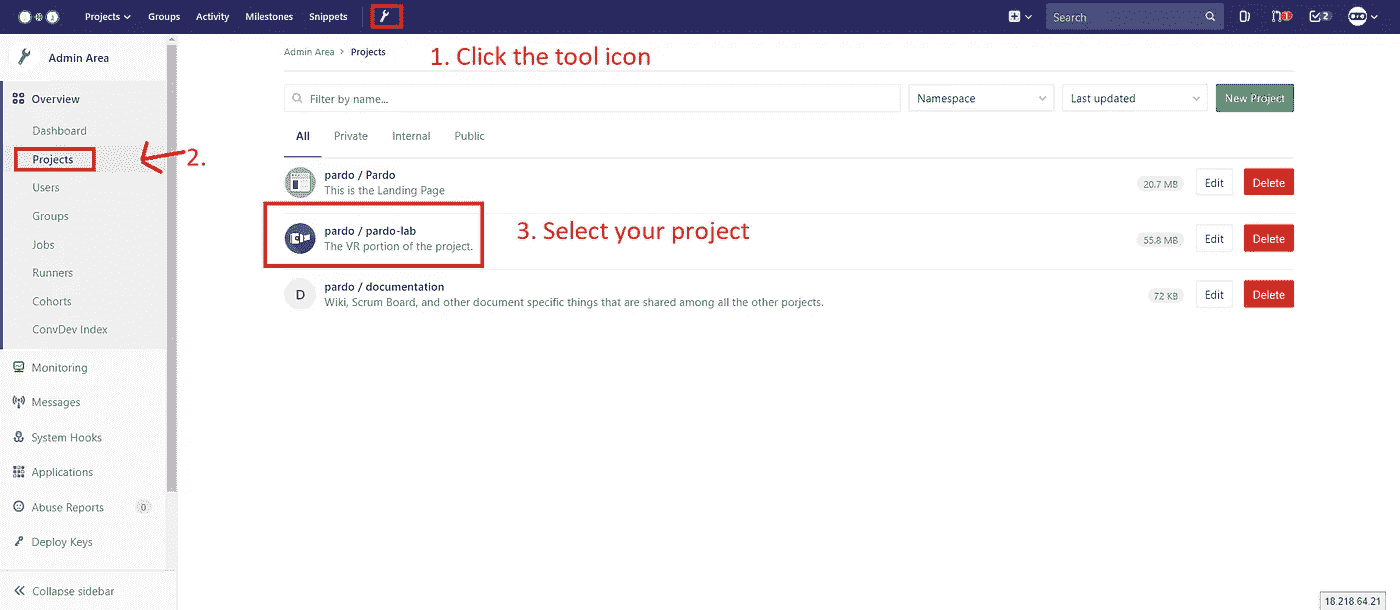 Projects Groups Activity Milestones Snippets Search 1 2
Admin Area
Admin Area > Projects
1. Click the tool icon
Overview
Filter by name... Namespace Last updated New Project
Dashboard
All Private Internal Public
Projects
2.
Users
pardo / Pardo
This is the Landing Page
20.7 MB Edit Delete
Groups
pardo / pardo-lab
The VR portion of the project.
3. Select your project
55.8 MB Edit Delete
Jobs
Runners
D
pardo / documentation
Wiki, Scrum Board, and other document specific things that are shared among all the other porjects.
72 KB Edit Delete
Cohorts
ConvDev Index
Monitoring
Messages
System Hooks
Applications
Abuse Reports 0
Deploy Keys
Collapse sidebar
18.218.64.21